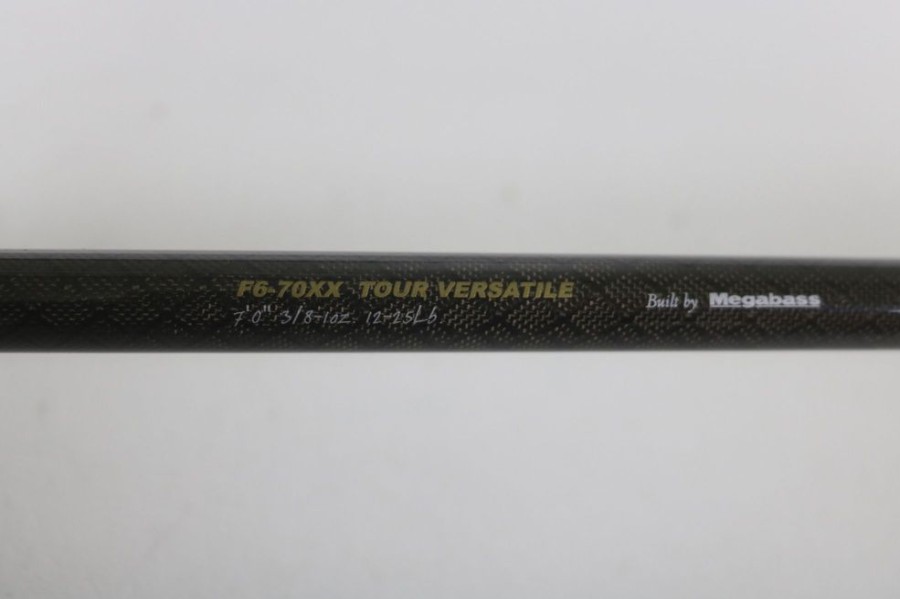 F6-70XX TOUR VERSATILE
7'0" 3/8-1oz 12-25Lb
Built by Megabass